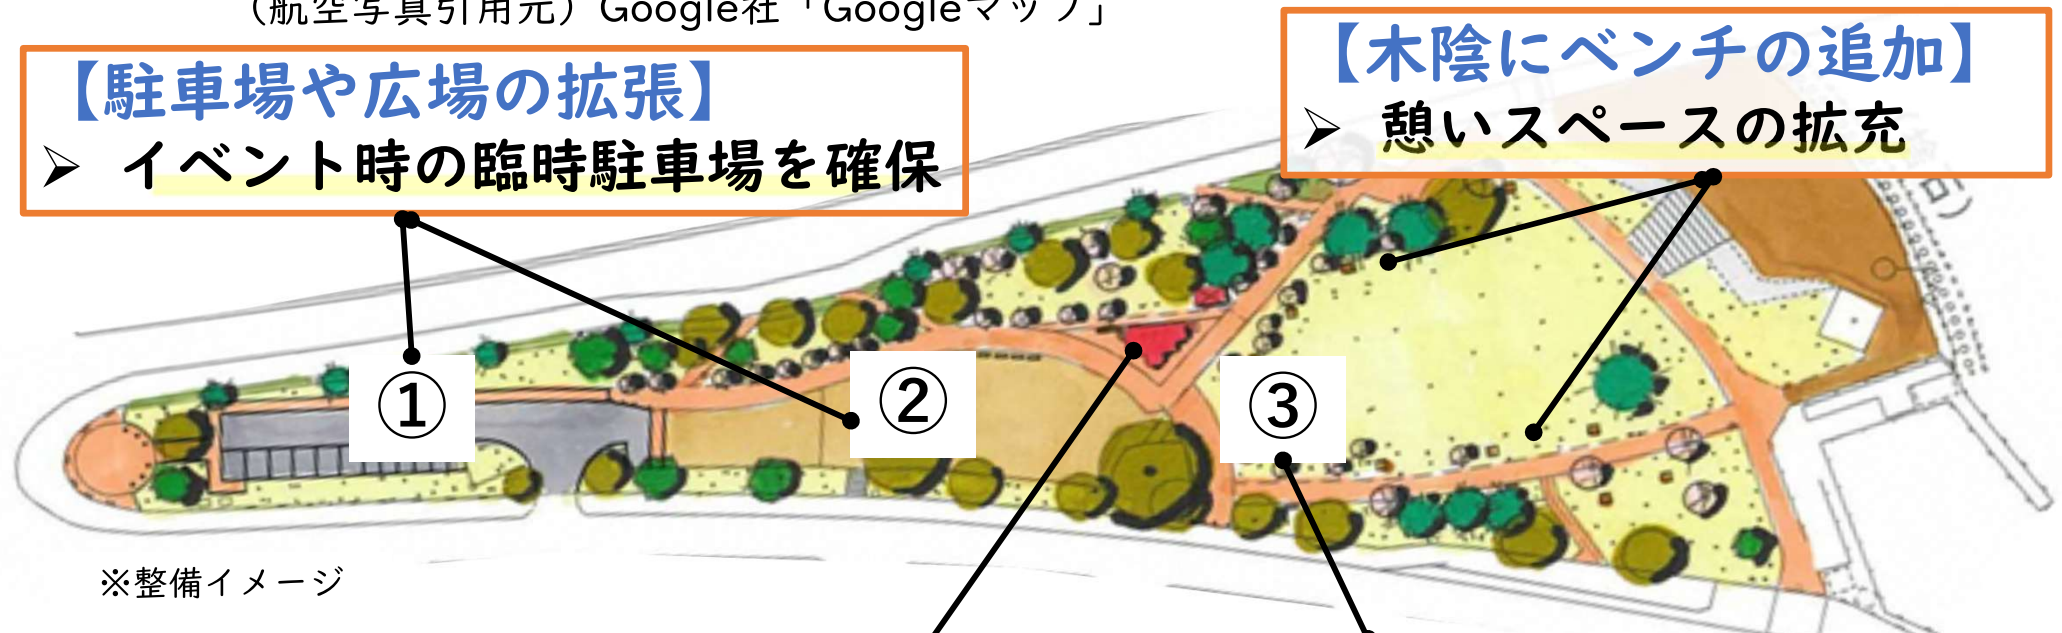 （航空写真引用元）Google社「Googleマップ」
【駐車場や広場の拡張】
➢ イベント時の臨時駐車場を確保
【木陰にベンチの追加】
➢ 憩いスペースの拡充
①
②
③
※整備イメージ